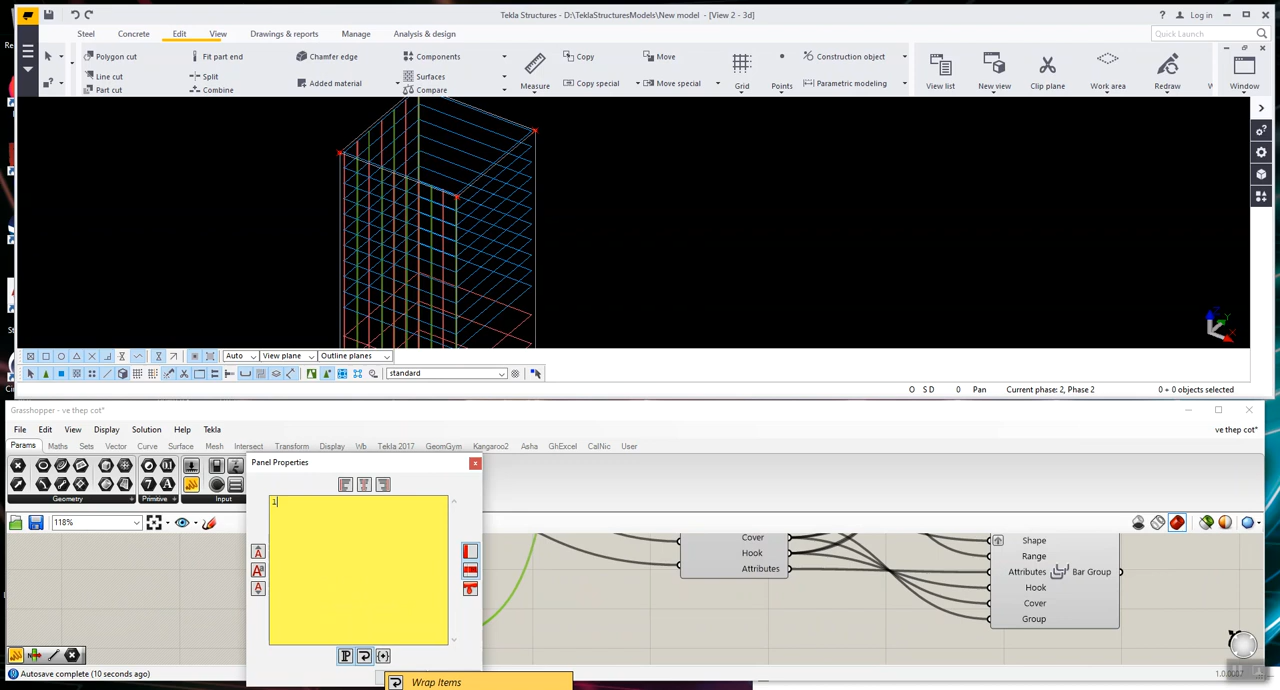 Tekla Structures - D:\TeklaStructuresModels\New model - [View 2 - 3d]
? Log in
Steel Concrete Edit View Drawings & reports Manage Analysis & design
Quick Launch
Polygon cut Fit part end Chamfer edge Components Copy Move Construction object
Line cut Split Surfaces
Part cut Combine Added material Compare Measure Copy special Move special Grid Points Parametric modeling View list New view Clip plane Work area Redraw Window
Auto View plane Outline planes
standard
O S D 0 Pan Current phase: 2, Phase 2 0 + 0 objects selected
Grasshopper - ve thep cot*
File Edit View Display Solution Help Tekla ve thep cot*
Params Maths Sets Vector Curve Surface Mesh Intersect Transform Display Wb Tekla 2017 GeomGym Kangaroo2 Asha GhExcel CalNic User
Panel Properties
Geometry Primitive Input
118%
1
Cover
Hook
Attributes
Shape
Range
Attributes Bar Group
Hook
Cover
Group
Autosave complete (10 seconds ago)
Wrap Items
1.0.0007